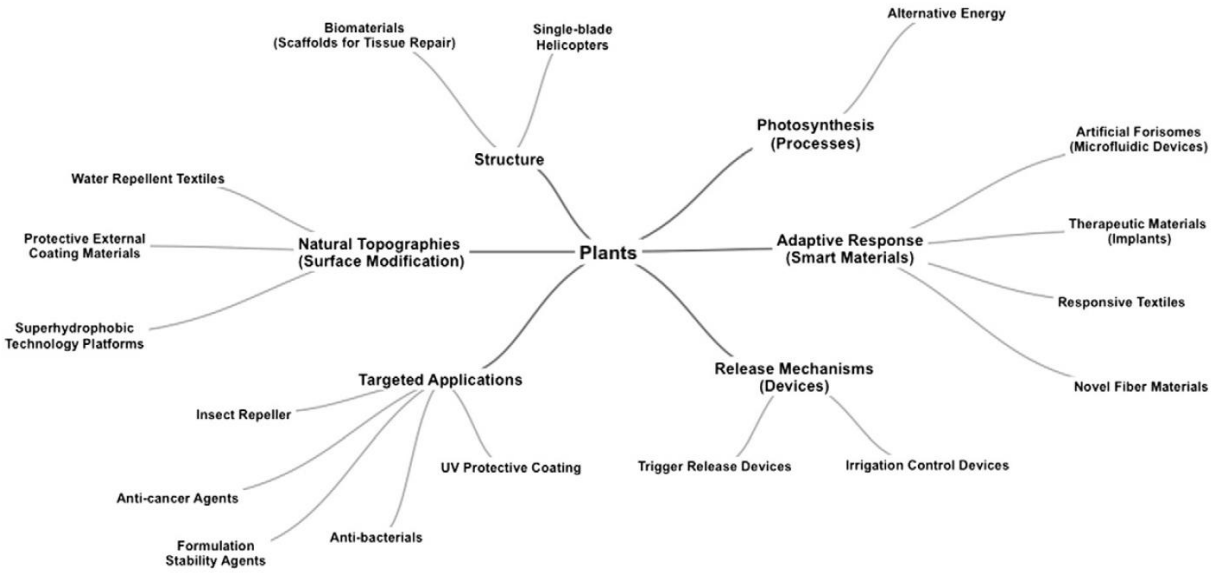 Alternative Energy
Biomaterials
(Scaffolds for Tissue Repair)
Single-blade
Helicopters
Photosynthesis
(Processes)
Artificial Forisomes
(Microfluidic Devices)
Structure
Water Repellent Textiles
Therapeutic Materials
(Implants)
Protective External
Coating Materials
Natural Topographies
(Surface Modification)
Plants
Adaptive Response
(Smart Materials)
Responsive Textiles
Superhydrophobic
Technology Platforms
Targeted Applications
Release Mechanisms
(Devices)
Novel Fiber Materials
Insect Repeller
UV Protective Coating
Trigger Release Devices
Irrigation Control Devices
Anti-cancer Agents
Anti-bacterials
Formulation
Stability Agents